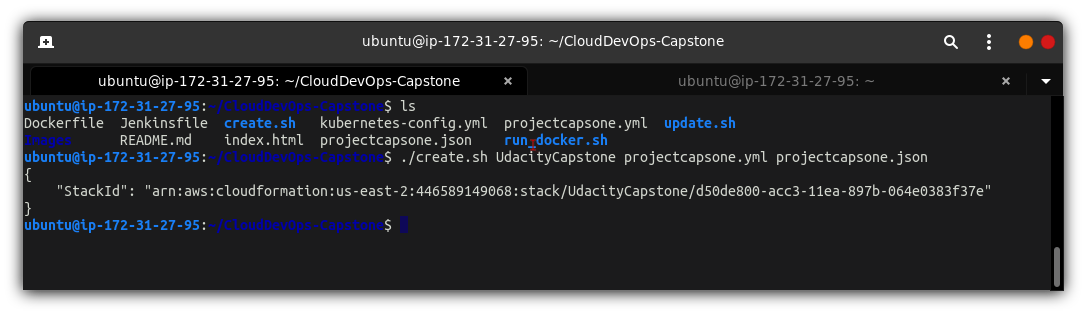 ubuntu@ip-172-31-27-95: ~/CloudDevOps-Capstone
ubuntu@ip-172-31-27-95: ~/CloudDevOps-Capstone × ubuntu@ip-172-31-27-95: ~ ×
ubuntu@ip-172-31-27-95:~/CloudDevOps-Capstone$ ls
Dockerfile  Jenkinsfile  create.sh   kubernetes-config.yml  projectcapsone.yml  update.sh
Images      README.md    index.html  projectcapsone.json    run_docker.sh
ubuntu@ip-172-31-27-95:~/CloudDevOps-Capstone$ ./create.sh UdacityCapstone projectcapsone.yml projectcapsone.json
{
    "StackId": "arn:aws:cloudformation:us-east-2:446589149068:stack/UdacityCapstone/d50de800-acc3-11ea-897b-064e0383f37e"
}
ubuntu@ip-172-31-27-95:~/CloudDevOps-Capstone$